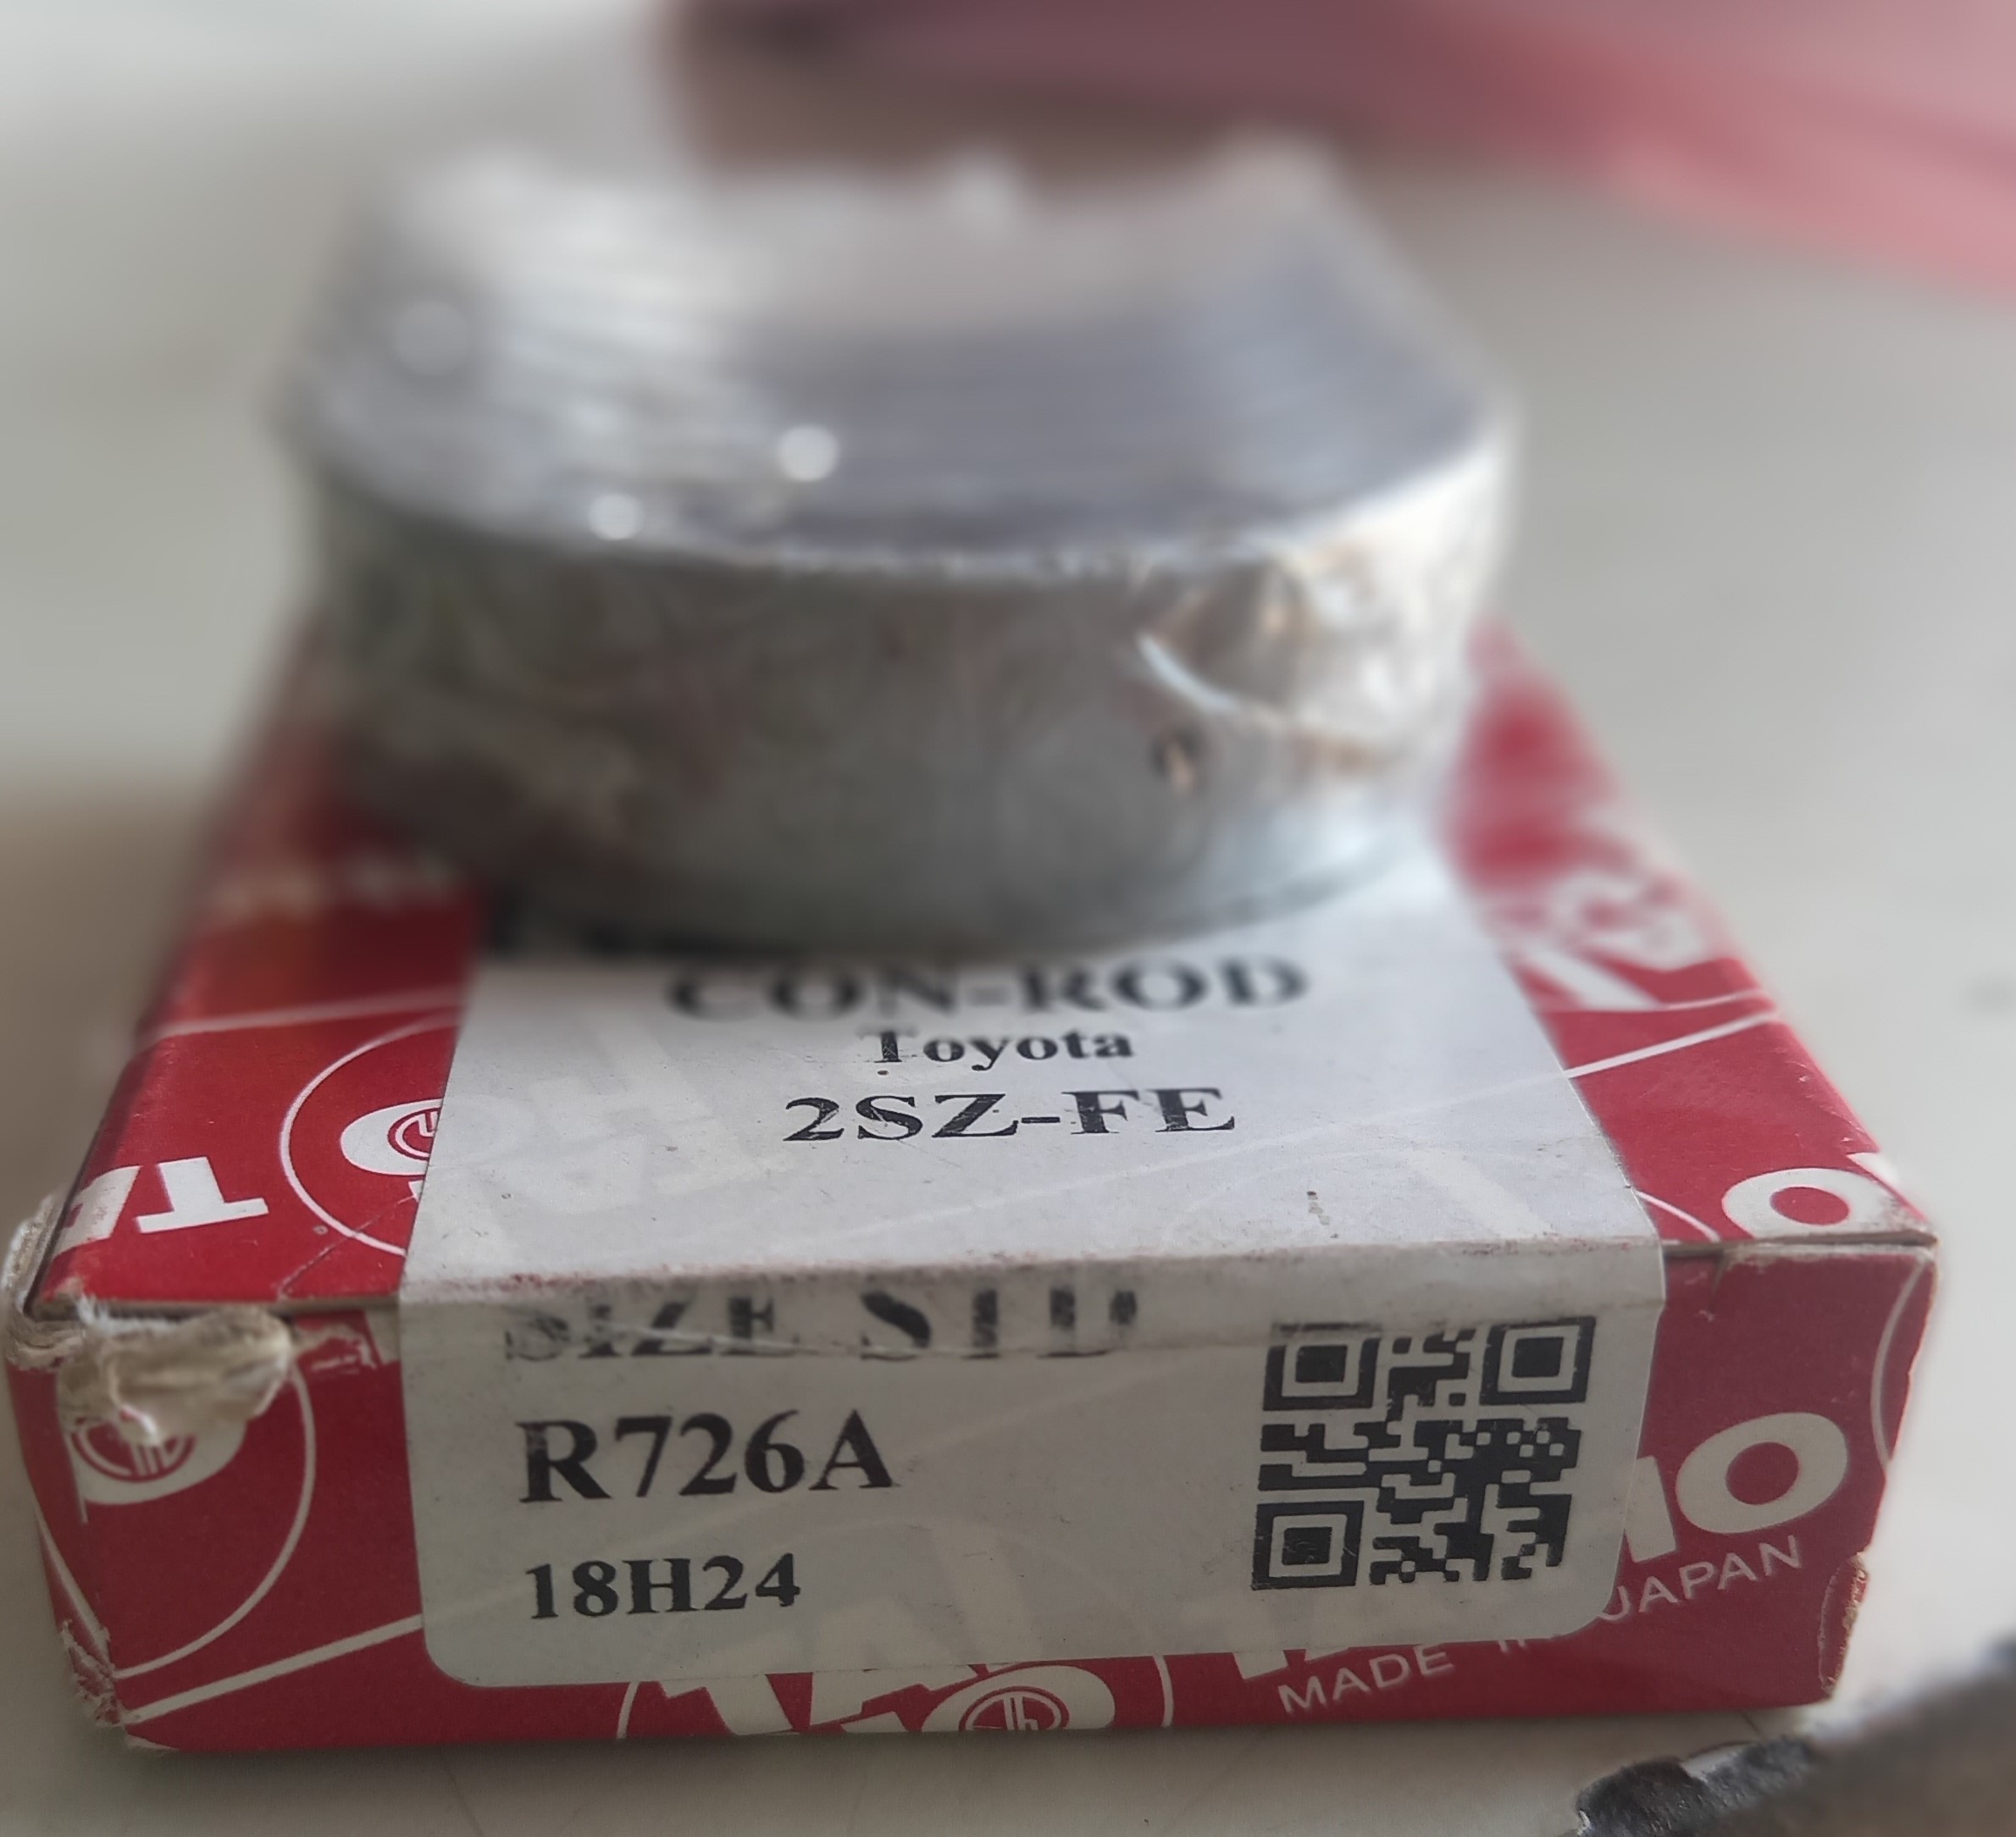 CON-ROD
Toyota
2SZ-FE
SIZE STD
R726A
18H24
MADE IN JAPAN